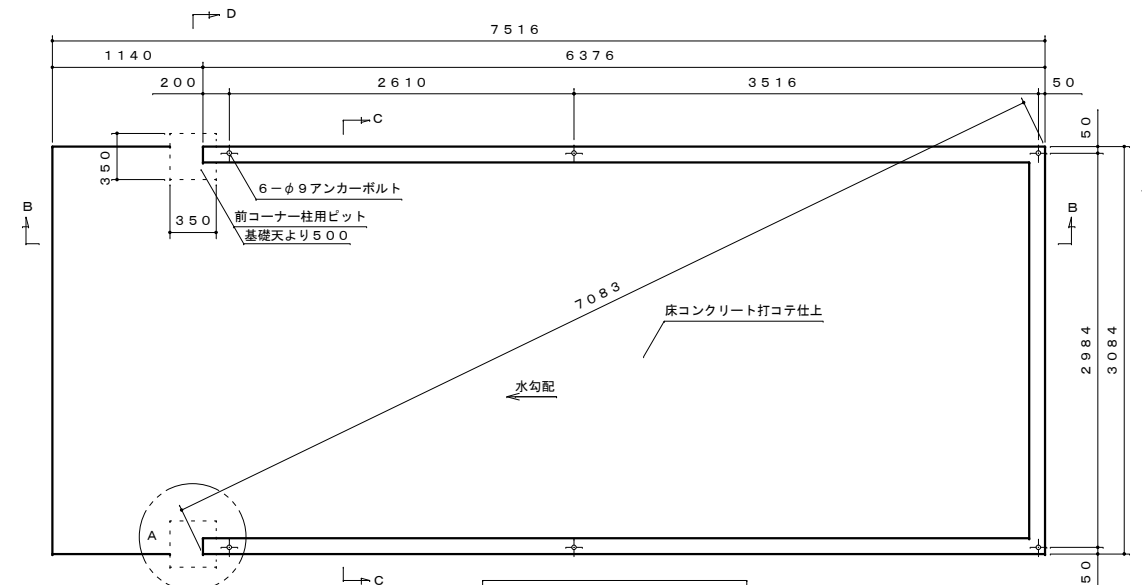 D
７５１６
１１４０
６３７６
２００
２６１０
３５１６
５０
C
５０
３５０
６－φ９アンカーボルト
B
３５０
前コーナー柱用ピット
基礎天より５００
B
７０８３
床コンクリート打コテ仕上
２９８４
３０８４
水勾配
A
C
５０